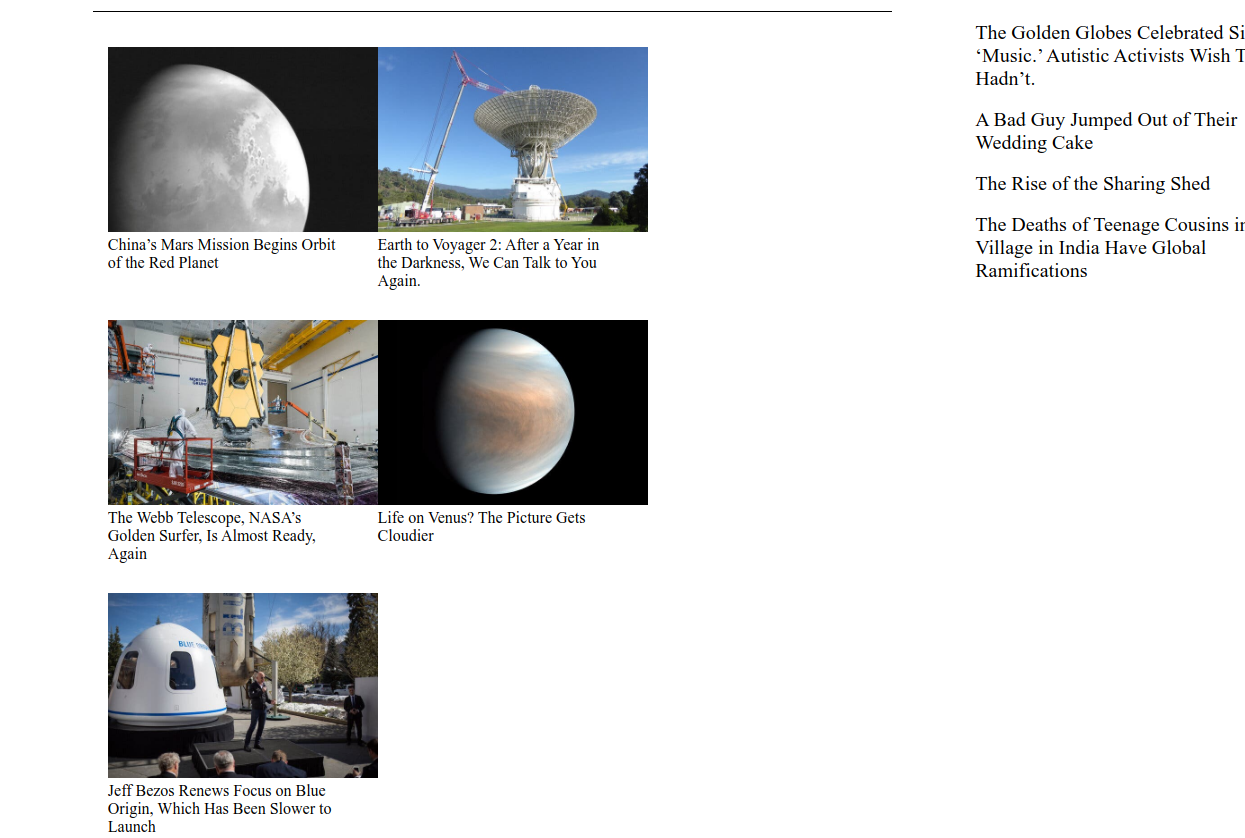 China’s Mars Mission Begins Orbit
of the Red Planet
Earth to Voyager 2: After a Year in
the Darkness, We Can Talk to You
Again.
The Webb Telescope, NASA’s
Golden Surfer, Is Almost Ready,
Again
Life on Venus? The Picture Gets
Cloudier
BLUE
Jeff Bezos Renews Focus on Blue
Origin, Which Has Been Slower to
Launch
The Golden Globes Celebrated Si
‘Music.’ Autistic Activists Wish T
Hadn’t.
A Bad Guy Jumped Out of Their
Wedding Cake
The Rise of the Sharing Shed
The Deaths of Teenage Cousins in
Village in India Have Global
Ramifications